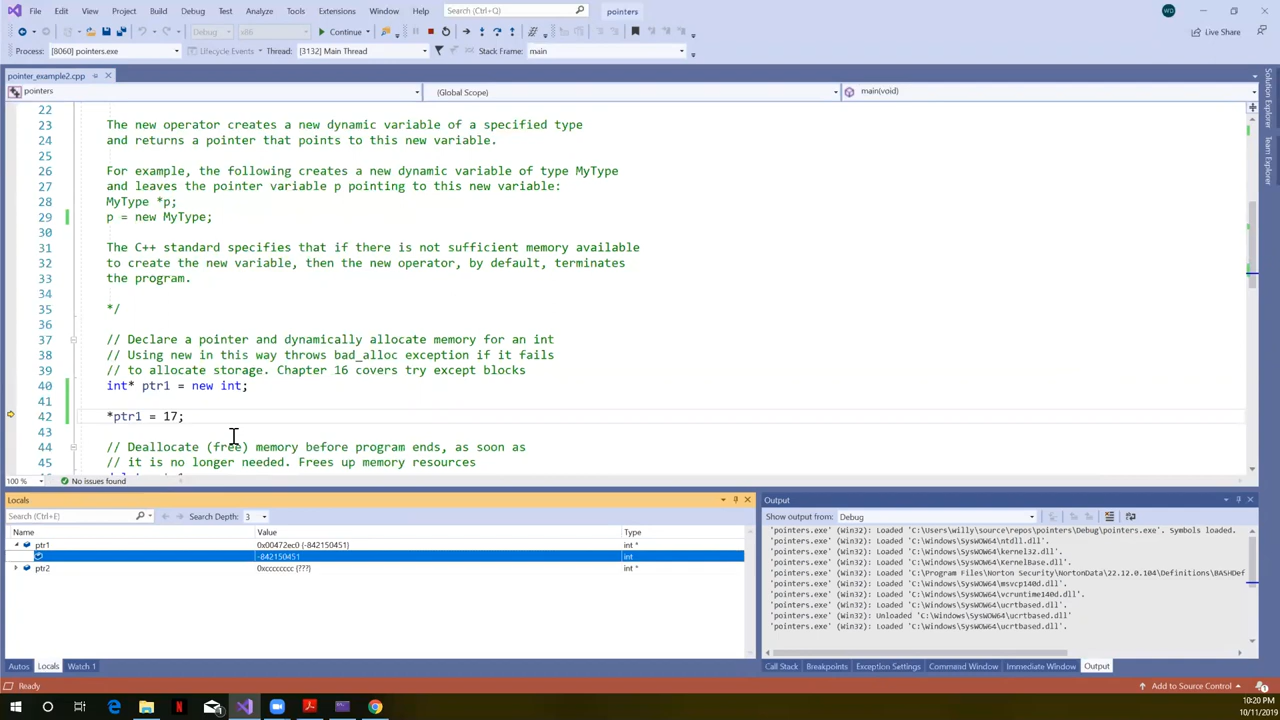 File Edit View Project Build Debug Test Analyze Tools Extensions Window Help Search (Ctrl+Q) pointers WD
Debug x86 Continue Live Share
Process: [8060] pointers.exe Lifecycle Events Thread: [3132] Main Thread Stack Frame: main
pointer_example2.cpp
pointers (Global Scope) main(void)
22
23 The new operator creates a new dynamic variable of a specified type
24 and returns a pointer that points to this new variable.
25
26 For example, the following creates a new dynamic variable of type MyType
27 and leaves the pointer variable p pointing to this new variable:
28 MyType *p;
29 p = new MyType;
30
31 The C++ standard specifies that if there is not sufficient memory available
32 to create the new variable, then the new operator, by default, terminates
33 the program.
34
35 */
36
37 // Declare a pointer and dynamically allocate memory for an int
38 // Using new in this way throws bad_alloc exception if it fails
39 // to allocate storage. Chapter 16 covers try except blocks
40 int* ptr1 = new int;
41
42 *ptr1 = 17;
43
44 // Deallocate (free) memory before program ends, as soon as
45 // it is no longer needed. Frees up memory resources
100 % No issues found
Solution Explorer
Team Explorer
Locals
Search (Ctrl+E) Search Depth: 3
Name Value Type
ptr1 0x00472ec0 {-842150451} int *
-842150451 int
ptr2 0xcccccccc {???} int *
Autos Locals Watch 1
Output
Show output from: Debug
'pointers.exe' (Win32): Loaded 'C:\Users\willy\source\repos\pointers\Debug\pointers.exe'. Symbols loaded.
'pointers.exe' (Win32): Loaded 'C:\Windows\SysWOW64\ntdll.dll'.
'pointers.exe' (Win32): Loaded 'C:\Windows\SysWOW64\kernel32.dll'.
'pointers.exe' (Win32): Loaded 'C:\Windows\SysWOW64\KernelBase.dll'.
'pointers.exe' (Win32): Loaded 'C:\Program Files\Norton Security\NortonData\22.12.0.104\Definitions\BASHDef
'pointers.exe' (Win32): Loaded 'C:\Windows\SysWOW64\msvcp140d.dll'.
'pointers.exe' (Win32): Loaded 'C:\Windows\SysWOW64\vcruntime140d.dll'.
'pointers.exe' (Win32): Loaded 'C:\Windows\SysWOW64\ucrtbased.dll'.
'pointers.exe' (Win32): Unloaded 'C:\Windows\SysWOW64\ucrtbased.dll'
'pointers.exe' (Win32): Loaded 'C:\Windows\SysWOW64\ucrtbased.dll'.
Call Stack Breakpoints Exception Settings Command Window Immediate Window Output
Ready Add to Source Control
10:20 PM
10/11/2019